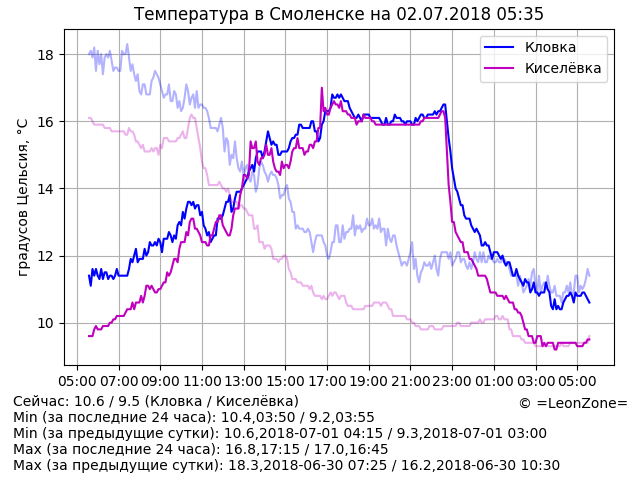 Температура в Смоленске на 02.07.2018 05:35
Кловка
Киселёвка
градусов Цельсия, °C
18
16
14
12
10
05:00 07:00 09:00 11:00 13:00 15:00 17:00 19:00 21:00 23:00 01:00 03:00 05:00
Сейчас: 10.6 / 9.5 (Кловка / Киселёвка)
© =LeonZone=
Min (за последние 24 часа): 10.4,03:50 / 9.2,03:55
Min (за предыдущие сутки): 10.6,2018-07-01 04:15 / 9.3,2018-07-01 03:00
Max (за последние 24 часа): 16.8,17:15 / 17.0,16:45
Max (за предыдущие сутки): 18.3,2018-06-30 07:25 / 16.2,2018-06-30 10:30